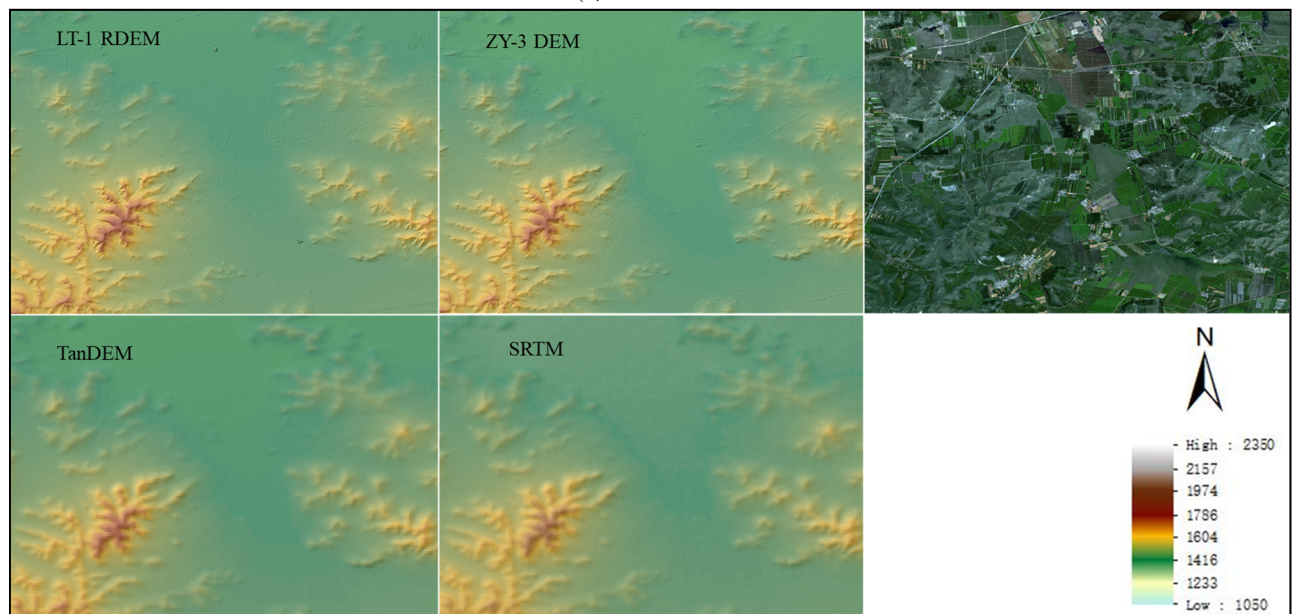 LT-1 RDEM
ZY-3 DEM
TanDEM
SRTM
N
High : 2350
2157
1974
1786
1604
1416
1233
Low : 1050